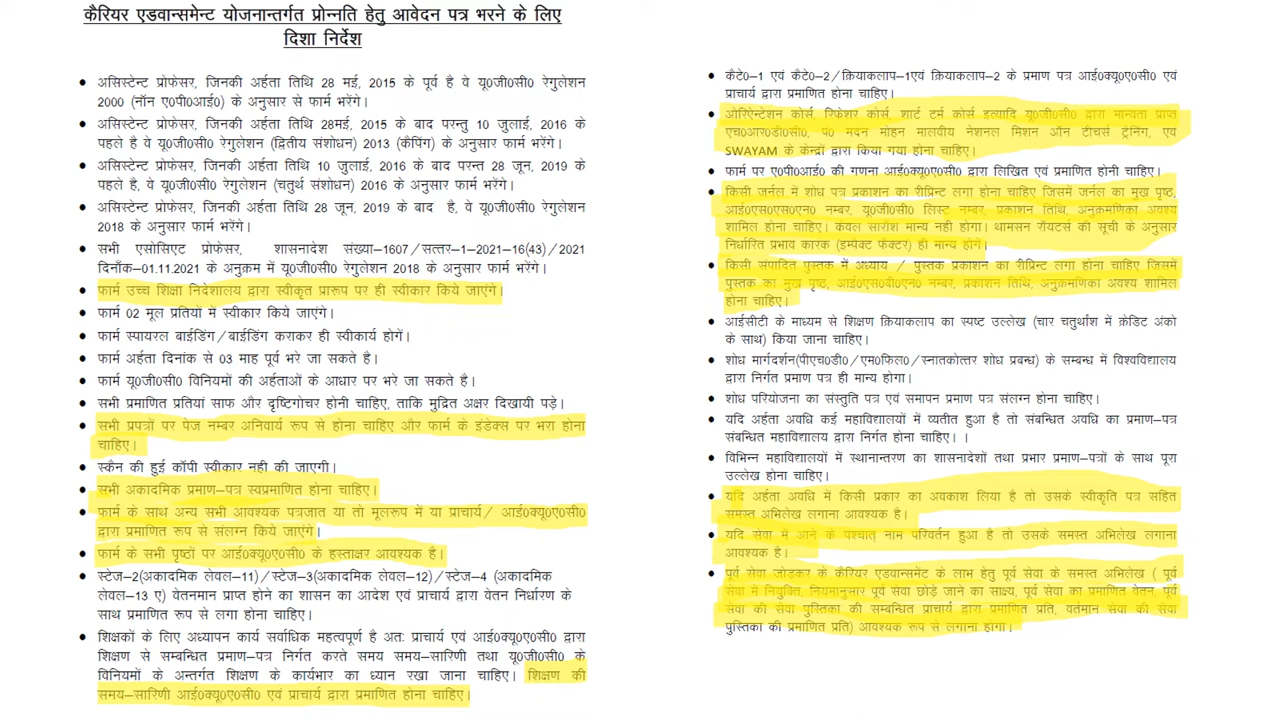 कैरियर एडवान्समेन्ट योजनान्तर्गत प्रोन्नति हेतु आवेदन पत्र भरने के लिए
दिशा निर्देश
• असिस्टेन्ट प्रोफेसर, जिनकी अर्हता तिथि 28 मई, 2015 के पूर्व है वे यू0जी0सी0 रेगुलेशन
2000 (नॉन ए0पी0आई0) के अनुसार से फार्म भरेंगे।
• असिस्टेन्ट प्रोफेसर, जिनकी अर्हता तिथि 28मई, 2015 के बाद परन्तु 10 जुलाई, 2016 के
पहले है वे यू0जी0सी0 रेगुलेशन (द्वितीय संशोधन) 2013 (कैपिंग) के अनुसार फार्म भरेंगे।
• असिस्टेन्ट प्रोफेसर, जिनकी अर्हता तिथि 10 जुलाई, 2016 के बाद परन्त 28 जून, 2019 के
पहले है, वे यू0जी0सी0 रेगुलेशन (चतुर्थ संशोधन) 2016 के अनुसार फार्म भरेंगे।
• असिस्टेन्ट प्रोफेसर, जिनकी अर्हता तिथि 28 जून, 2019 के बाद है, वे यू0जी0सी0 रेगुलेशन
2018 के अनुसार फार्म भरेंगे।
• सभी एसोसिएट प्रोफेसर, शासनादेश संख्या–1607/सत्तर–1–2021–16(43)/2021
दिनाँक–01.11.2021 के अनुक्रम में यू0जी0सी0 रेगुलेशन 2018 के अनुसार फार्म भरेंगे।
• फार्म उच्च शिक्षा निदेशालय द्वारा स्वीकृत प्रारूप पर ही स्वीकार किये जाएंगे।
• फार्म 02 मूल प्रतियों में स्वीकार किये जाएंगे।
• फार्म स्पायरल बाईडिंग/बाईडिंग कराकर ही स्वीकार्य होगें।
• फार्म अर्हता दिनांक से 03 माह पूर्व भरे जा सकते है।
• फार्म यू0जी0सी0 विनियमों की अर्हताओं के आधार पर भरे जा सकते है।
• सभी प्रमाणित प्रतियां साफ और दृष्टिगोचर होनी चाहिए, ताकि मुद्रित अक्षर दिखायी पड़े।
• सभी प्रपत्रों पर पेज नम्बर अनिवार्य रूप से होना चाहिए और फार्म के इंडेक्स पर भरा होना
चाहिए।
• स्कैन की हुई कॉपी स्वीकार नही की जाएगी।
• सभी अकादमिक प्रमाण–पत्र स्वप्रमाणित होना चाहिए।
• फार्म के साथ अन्य सभी आवश्यक पत्रजात या तो मूलरूप में या प्राचार्य/ आई0क्यू0ए0सी0
द्वारा प्रमाणित रूप से संलग्न किये जाएंगे।
• फार्म के सभी पृष्ठों पर आई0क्यू0ए0सी0 के हस्ताक्षर आवश्यक है।
• स्टेज–2(अकादमिक लेवल–11)/स्टेज–3(अकादमिक लेवल–12)/स्टेज–4 (अकादमिक
लेवल–13 ए) वेतनमान प्राप्त होने का शासन का आदेश एवं प्राचार्य द्वारा वेतन निर्धारण के
साथ प्रमाणित रूप से लगा होना चाहिए।
• शिक्षकों के लिए अध्यापन कार्य सर्वाधिक महत्वपूर्ण है अतः प्राचार्य एवं आई0क्यू0ए0सी0 द्वारा
शिक्षण से सम्बन्धित प्रमाण–पत्र निर्गत करते समय समय–सारिणी तथा यू0जी0सी0 के
विनियमों के अन्तर्गत शिक्षण के कार्यभार का ध्यान रखा जाना चाहिए। शिक्षण की
समय–सारिणी आई0क्यू0ए0सी0 एवं प्राचार्य द्वारा प्रमाणित होना चाहिए।
• कैटे0–1 एवं कैटे0–2/क्रियाकलाप–1एवं क्रियाकलाप–2 के प्रमाण पत्र आई0क्यू0ए0सी0 एवं
प्राचार्य द्वारा प्रमाणित होना चाहिए।
• ओरिऐन्टेशन कोर्स, रिफेशर कोर्स, शार्ट टर्म कोर्स इत्यादि यू0जी0सी0 द्वारा मान्यता प्राप्त
एच0आर0डी0सी0, प0 मदन मोहन मालवीय नेशनल मिशन ऑन टीचर्स ट्रेनिंग, एवं
SWAYAM के केन्द्रों द्वारा किया गया होना चाहिए।
• फार्म पर ए0पी0आई0 की गणना आई0क्यू0ए0सी0 द्वारा लिखित एवं प्रमाणित होनी चाहिए।
• किसी जर्नल में शोध पत्र प्रकाशन का रीप्रिन्ट लगा होना चाहिए जिसमें जर्नल का मुख पृष्ठ,
आई0एस0एस0एन0 नम्बर, यू0जी0सी लिस्ट नम्बर, प्रकाशन तिथि, अनुक्रमणिका अवश्य
शामिल होना चाहिए। केवल सारॉश मान्य नही होगा। थामसन रॉयटर्स की सूची के अनुसार
निर्धारित प्रभाव कारक (इम्पेक्ट फेक्टर) ही मान्य होगें।
• किसी संपादित पुस्तक में अध्याय / पुस्तक प्रकाशन का रीप्रिन्ट लगा होना चाहिए जिसमें
पुस्तक का मुख पृष्ठ, आई0एस0बी0एन0 नम्बर, प्रकाशन तिथि, अनुक्रमणिका अवश्य शामिल
होना चाहिए।
• आईसीटी के माध्यम से शिक्षण क्रियाकलाप का स्पष्ट उल्लेख (चार चतुर्थांश में क्रेडिट अंको
के साथ) किया जाना चाहिए।
• शोध मार्गदर्शन(पीएच0डी0/एम0फिल0/स्नातकोत्तर शोध प्रबन्ध) के सम्बन्ध में विश्वविद्यालय
द्वारा निर्गत प्रमाण पत्र ही मान्य होगा।
• शोध परियोजना का संस्तुति पत्र एवं समापन प्रमाण पत्र संलग्न होना चाहिए।
• यदि अर्हता अवधि कई महाविद्यालयों में व्यतीत हुआ है तो संबन्धित अवधि का प्रमाण–पत्र
संबन्धित महाविद्यालय द्वारा निर्गत होना चाहिए। ।
• विभिन्न महाविद्यालयों में स्थानान्तरण का शासनादेशों तथा प्रभार प्रमाण–पत्रों के साथ पूरा
उल्लेख होना चाहिए।
• यदि अर्हता अवधि में किसी प्रकार का अवकाश लिया है तो उसके स्वीकृति पत्र सहित
समस्त अभिलेख लगाना आवश्यक है।
• यदि सेवा में आने के पश्चात् नाम परिवर्तन हुआ है तो उसके समस्त अभिलेख लगाना
आवश्यक है।
• पूर्व सेवा जोड़कर के कैरियर एडवान्समेंट के लाभ हेतु पूर्व सेवा के समस्त अभिलेख ( पूर्व
सेवा में नियुक्ति, नियमानुसार पूर्व सेवा छोड़े जाने का साक्ष्य, पूर्व सेवा का प्रमाणित वेतन, पूर्व
सेवा की सेवा पुस्तिका की सम्बन्धित प्राचार्य द्वारा प्रमाणित प्रति, वर्तमान सेवा की सेवा
पुस्तिका की प्रमाणित प्रति) आवश्यक रूप से लगाना होगा।